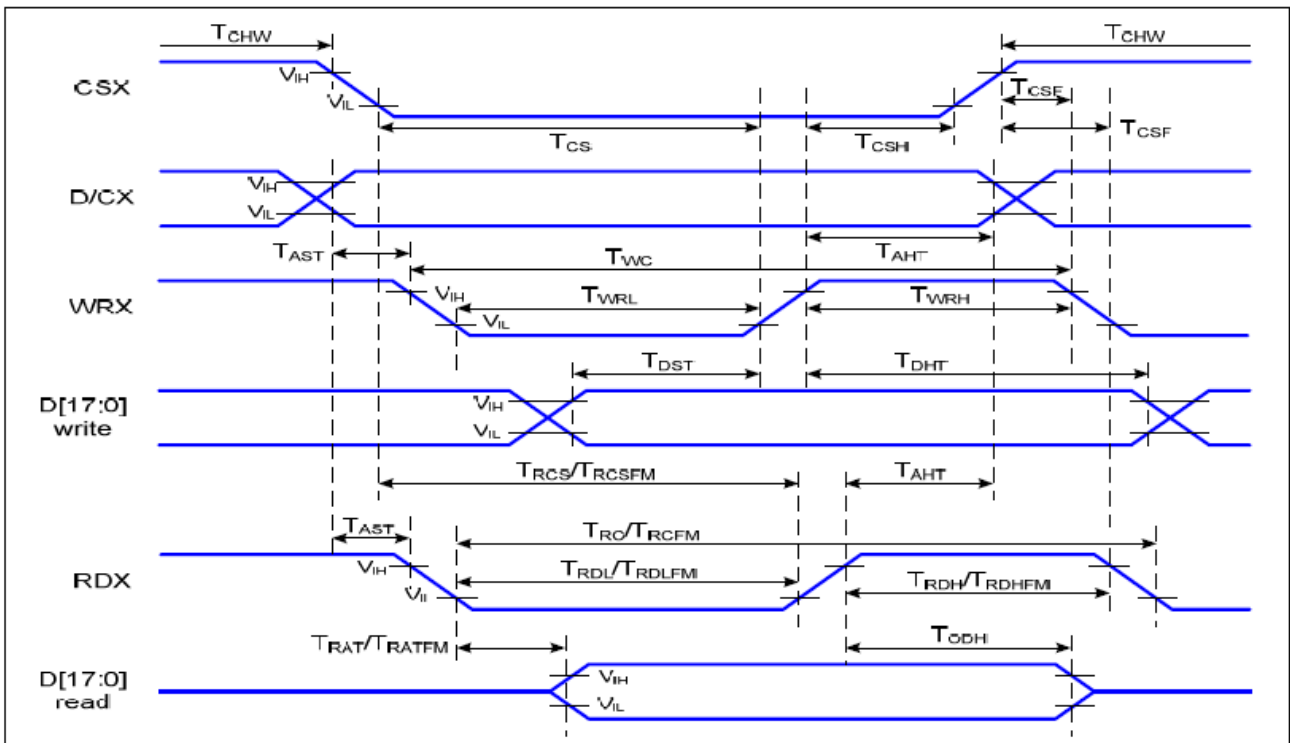 TCHW TCHW
CSX VIH
VIL
TCSF
TCS TCSH TCSF
D/CX VIH
VIL
TAST TWC TAHT
WRX VIH TWRL TWRH
VIL
TDST TDHT
D[17:0] VIH
write VIL
TRCS/TRCSFM TAHT
TAST TRC/TRCFM
RDX VIH TRDL/TRDLFM TRDH/TRDHFM
VIL
TRAT/TRATFM TODH
D[17:0] VIH
read VIL